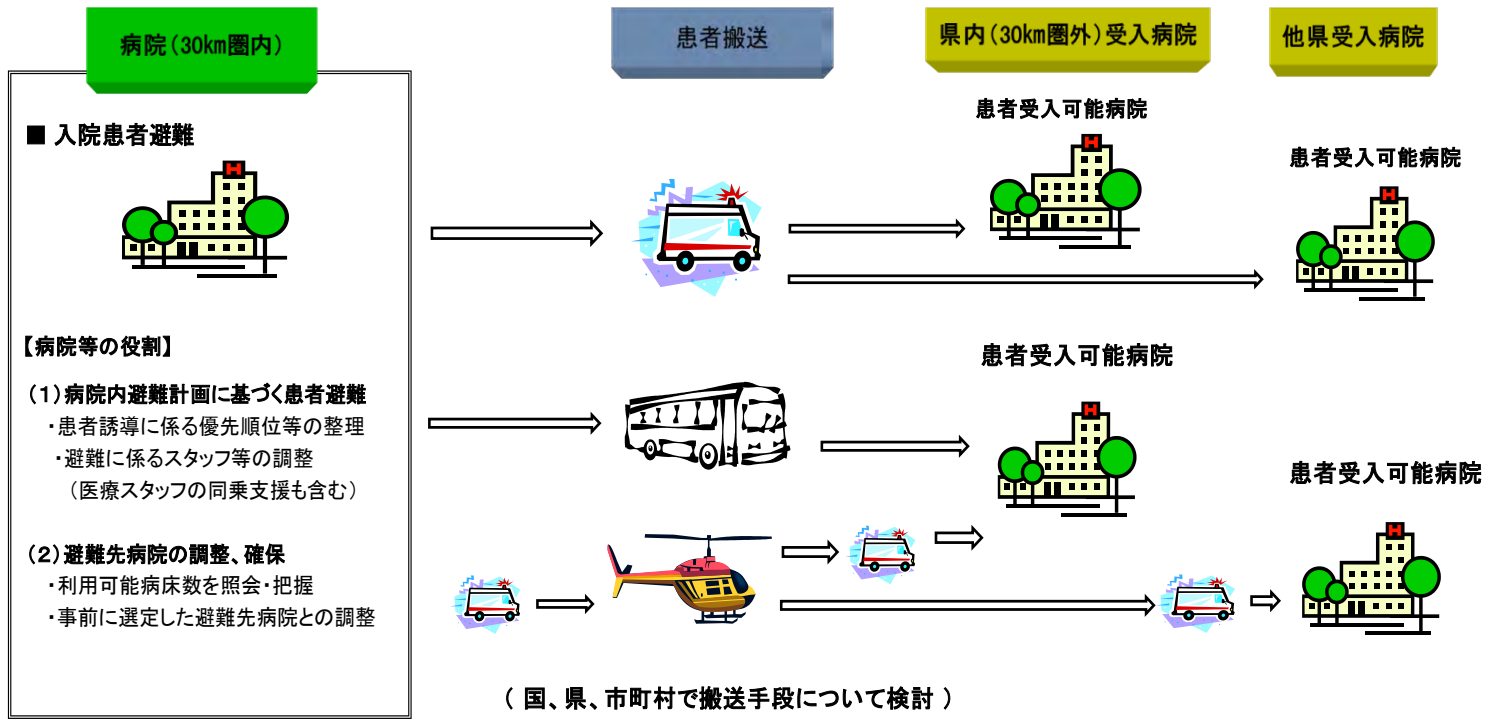 病院(30km圏内)
患者搬送
県内(30km圏外)受入病院
他県受入病院
■ 入院患者避難
H
【病院等の役割】
(1)病院内避難計画に基づく患者避難
・患者誘導に係る優先順位等の整理
・避難に係るスタッフ等の調整
(医療スタッフの同乗支援も含む)
(2)避難先病院の調整、確保
・利用可能病床数を照会・把握
・事前に選定した避難先病院との調整
患者受入可能病院
H
患者受入可能病院
H
患者受入可能病院
H
患者受入可能病院
H
( 国、県、市町村で搬送手段について検討 )